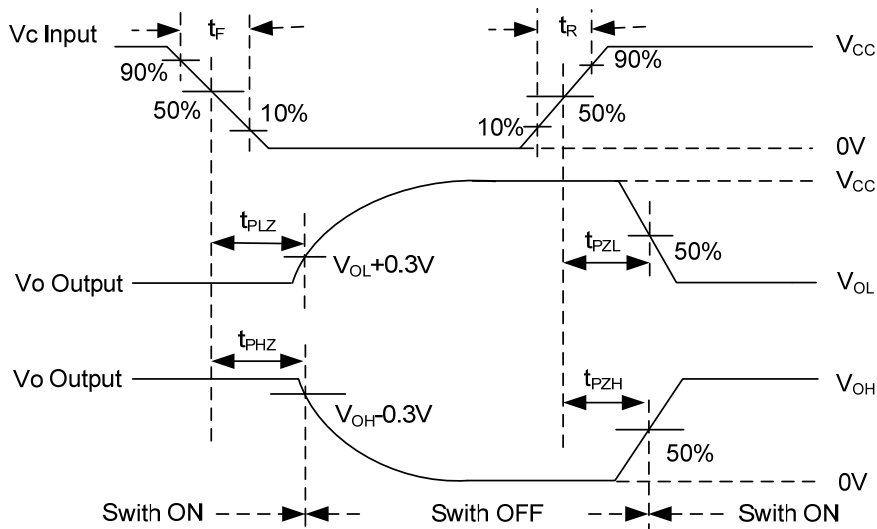 Vc Input
tF
tR
VCC
90%
90%
50%
10%
50%
10%
0V
VCC
tPLZ
tPZL
50%
VOL+0.3V
Vo Output
VOL
tPHZ
Vo Output
tPZH
VOH
VOH−0.3V
50%
0V
Swith ON
Swith OFF
Swith ON